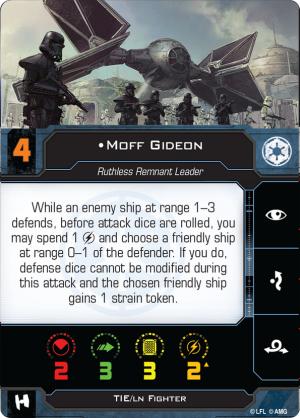 4
•Moff Gideon
Ruthless Remnant Leader
While an enemy ship at range 1–3
defends, before attack dice are rolled, you
may spend 1 and choose a friendly ship
at range 0–1 of the defender. If you do,
defense dice cannot be modified during
this attack and the chosen friendly ship
gains 1 strain token.
2 3 3 2
TIE/ln Fighter
© LFL © AMG